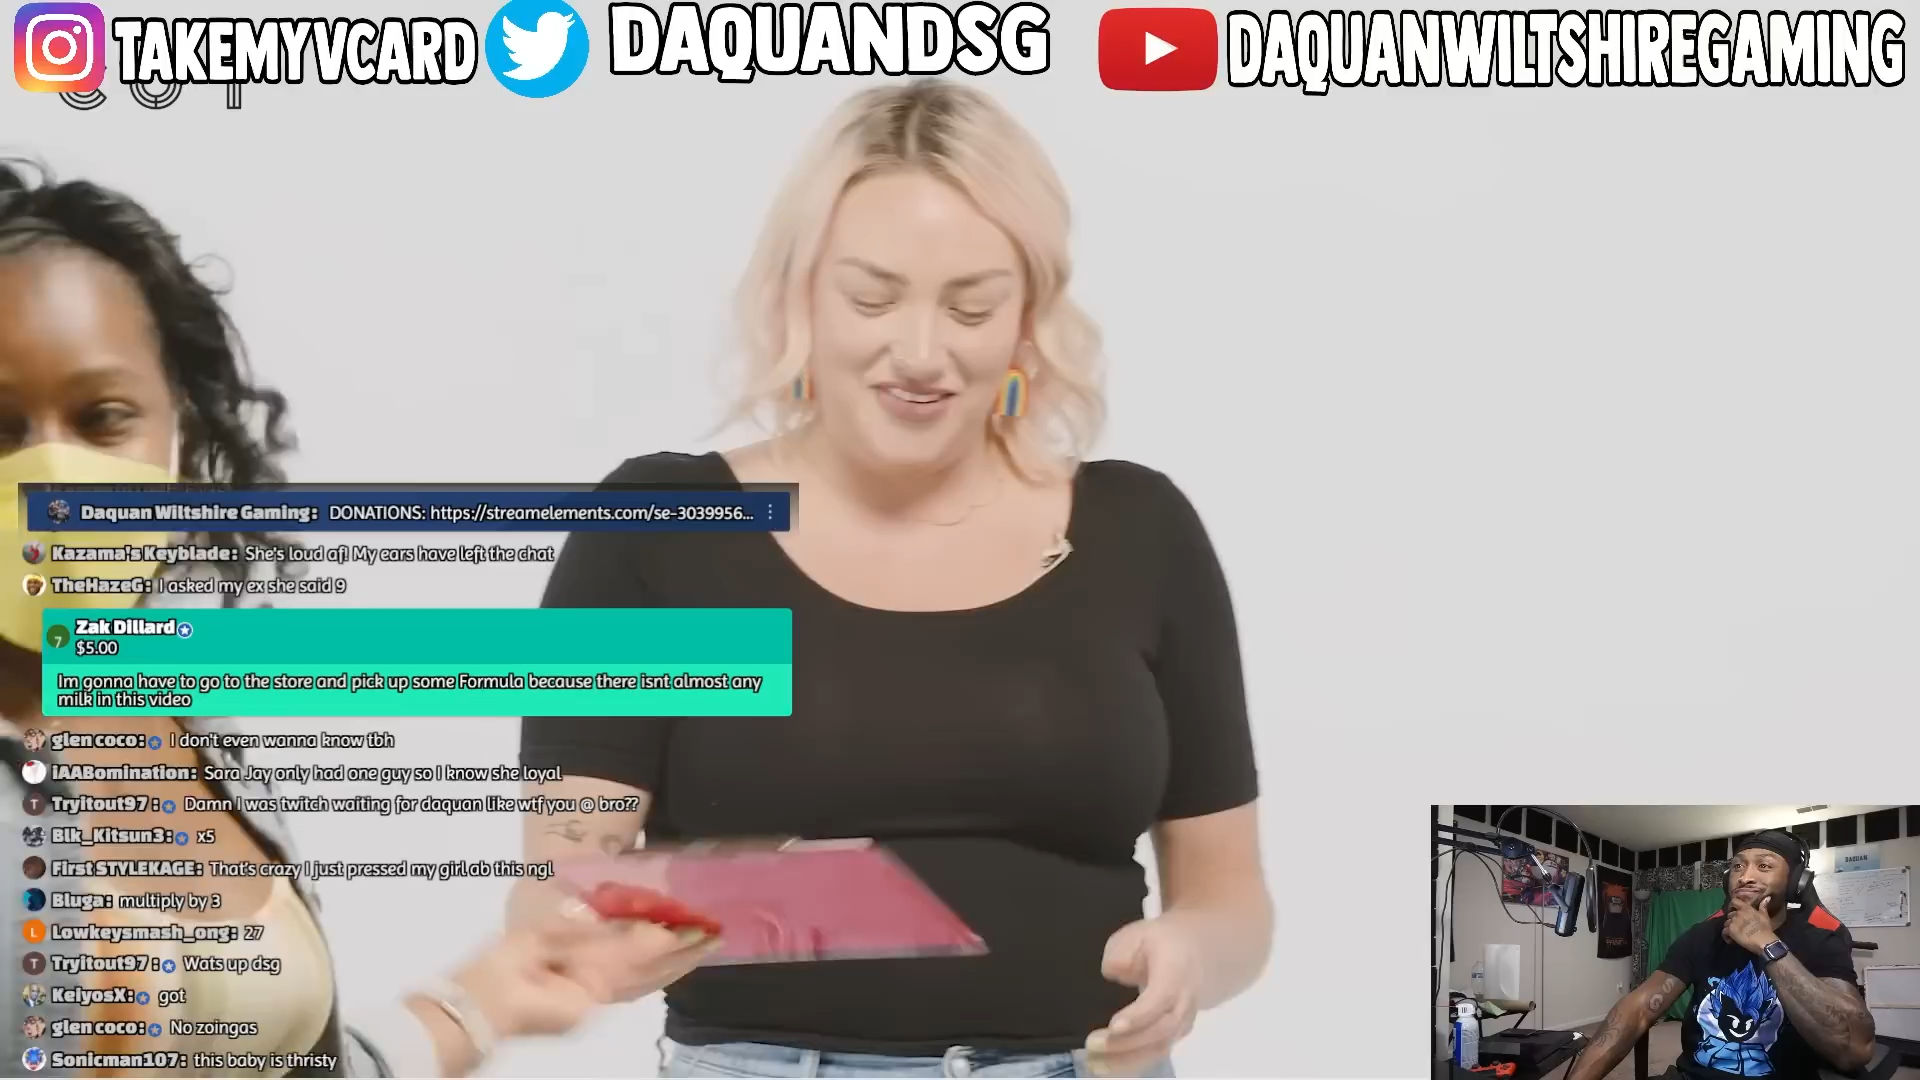 TAKEMYVCARD
DAQUANDSG
DAQUANWILTSHIREGAMING
Daquan Wiltshire Gaming: DONATIONS: https://streamelements.com/se-3039956...
Kazama's Keyblade: She's loud af! My ears have left the chat
TheHazeG: I asked my ex she said 9
7
Zak Dillard
$5.00
Im gonna have to go to the store and pick up some Formula because there isnt almost any
milk in this video
glen coco: I don't even wanna know tbh
iAABomination: Sara Jay only had one guy so I know she loyal
T Tryitout97: Damn I was twitch waiting for daquan like wtf you @ bro??
Blk_Kitsun3: x5
First STYLEKAGE: That's crazy I just pressed my girl ab this ngl
Bluga: multiply by 3
L Lowkeysmash_ong: 27
T Tryitout97: Wats up dsg
KeiyosX: got
glen coco: No zoingas
Sonicman107: this baby is thristy
DAQUAN